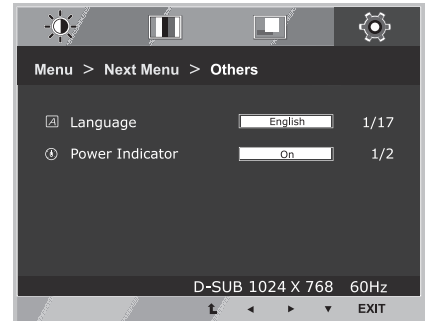 Menu > Next Menu > Others
Language English 1/17
Power Indicator On 1/2
D-SUB 1024 X 768 60Hz
EXIT